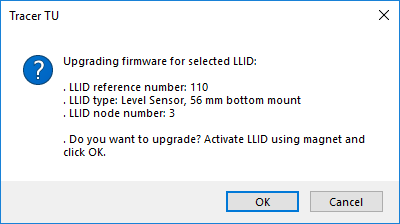 Tracer TU
Upgrading firmware for selected LLID:
. LLID reference number: 110
. LLID type: Level Sensor, 56 mm bottom mount
. LLID node number: 3
. Do you want to upgrade? Activate LLID using magnet and
click OK.
OK
Cancel